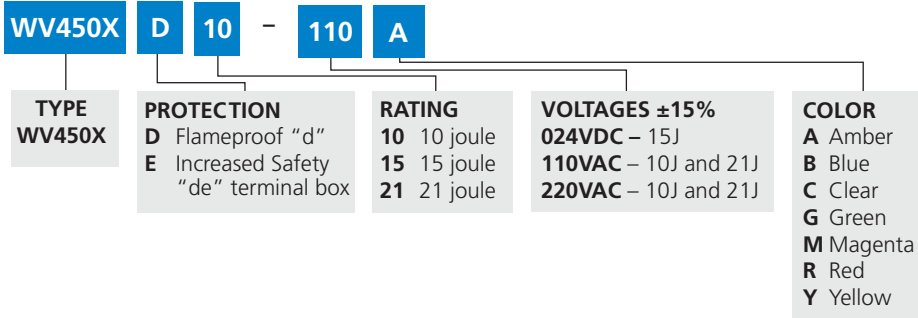 WV450X D 10 – 110 A
TYPE
WV450X
PROTECTION
D Flameproof “d”
E Increased Safety
“de” terminal box
RATING
10 10 joule
15 15 joule
21 21 joule
VOLTAGES ±15%
024VDC – 15J
110VAC – 10J and 21J
220VAC – 10J and 21J
COLOR
A Amber
B Blue
C Clear
G Green
M Magenta
R Red
Y Yellow